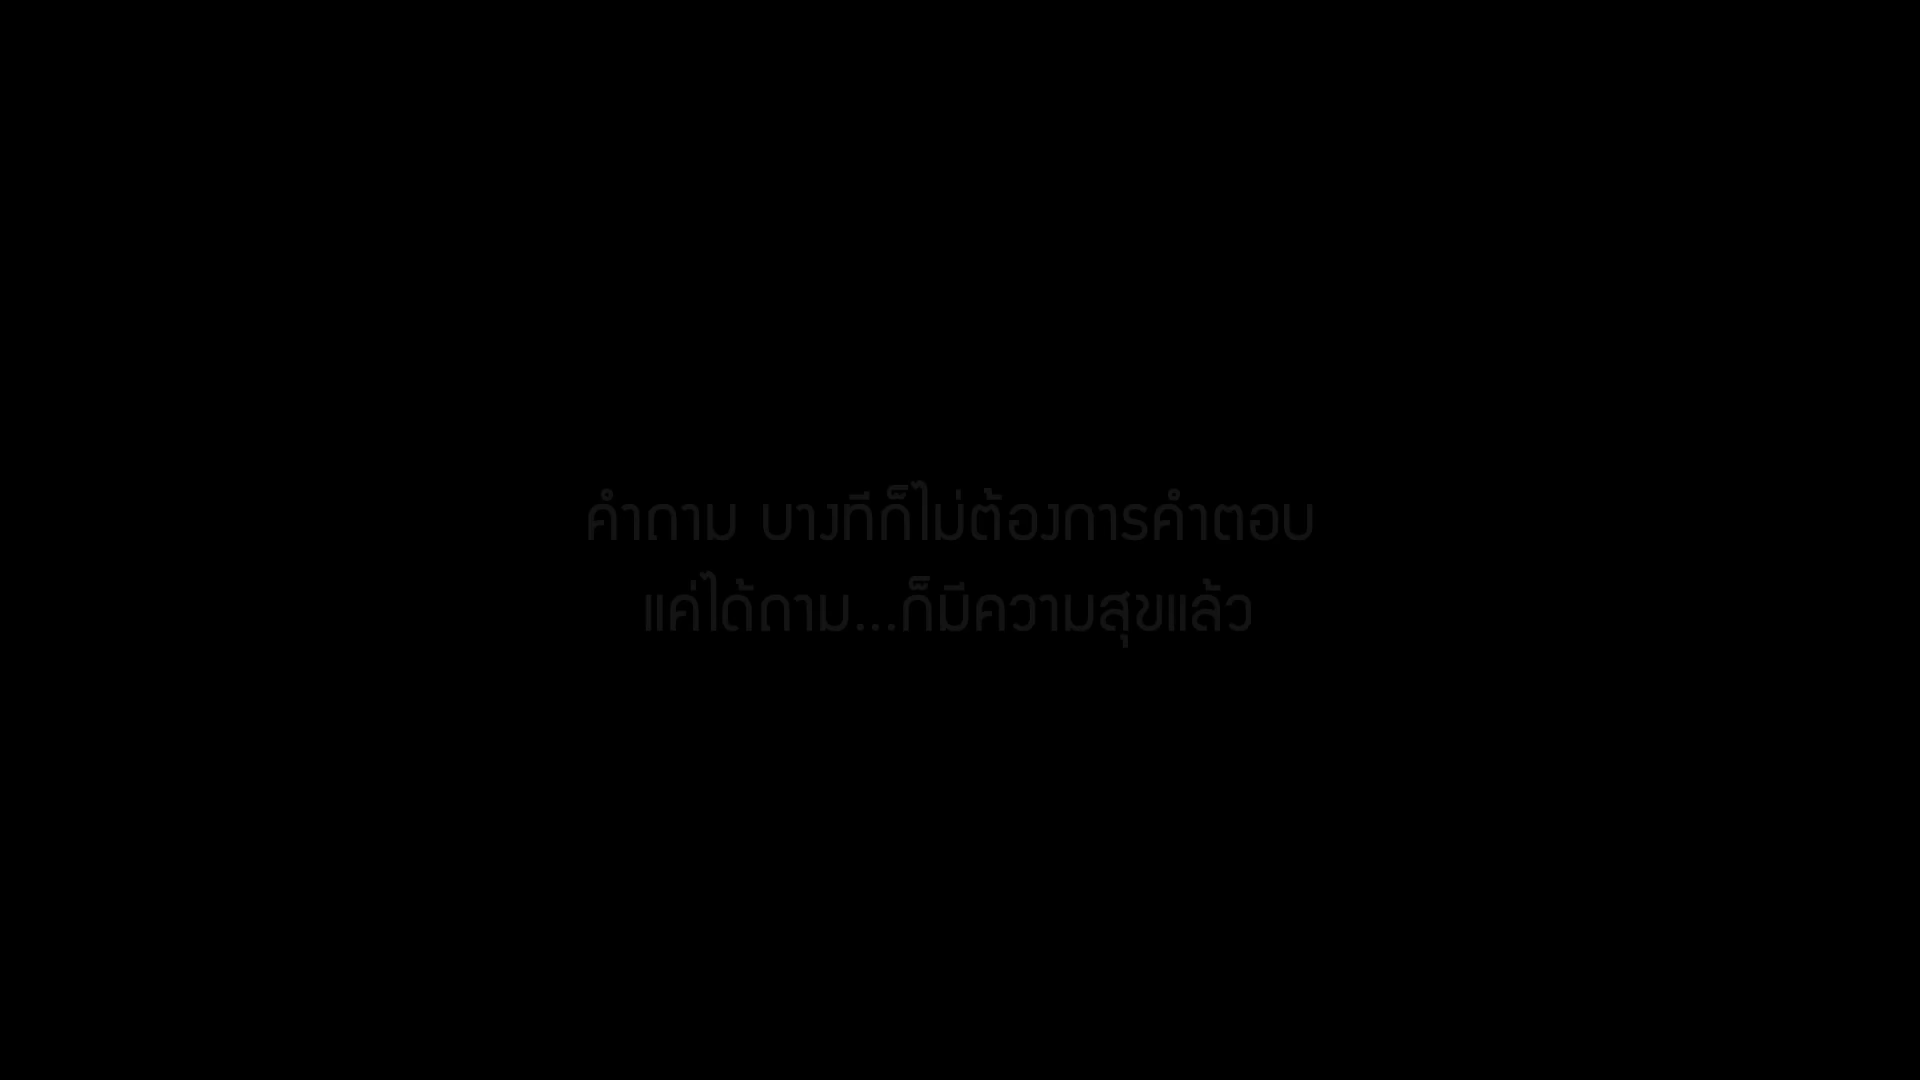 คำถาม บางทีก็ไม่ต้องการคำตอบ
แค่ได้ถาม...ก็มีความสุขแล้ว